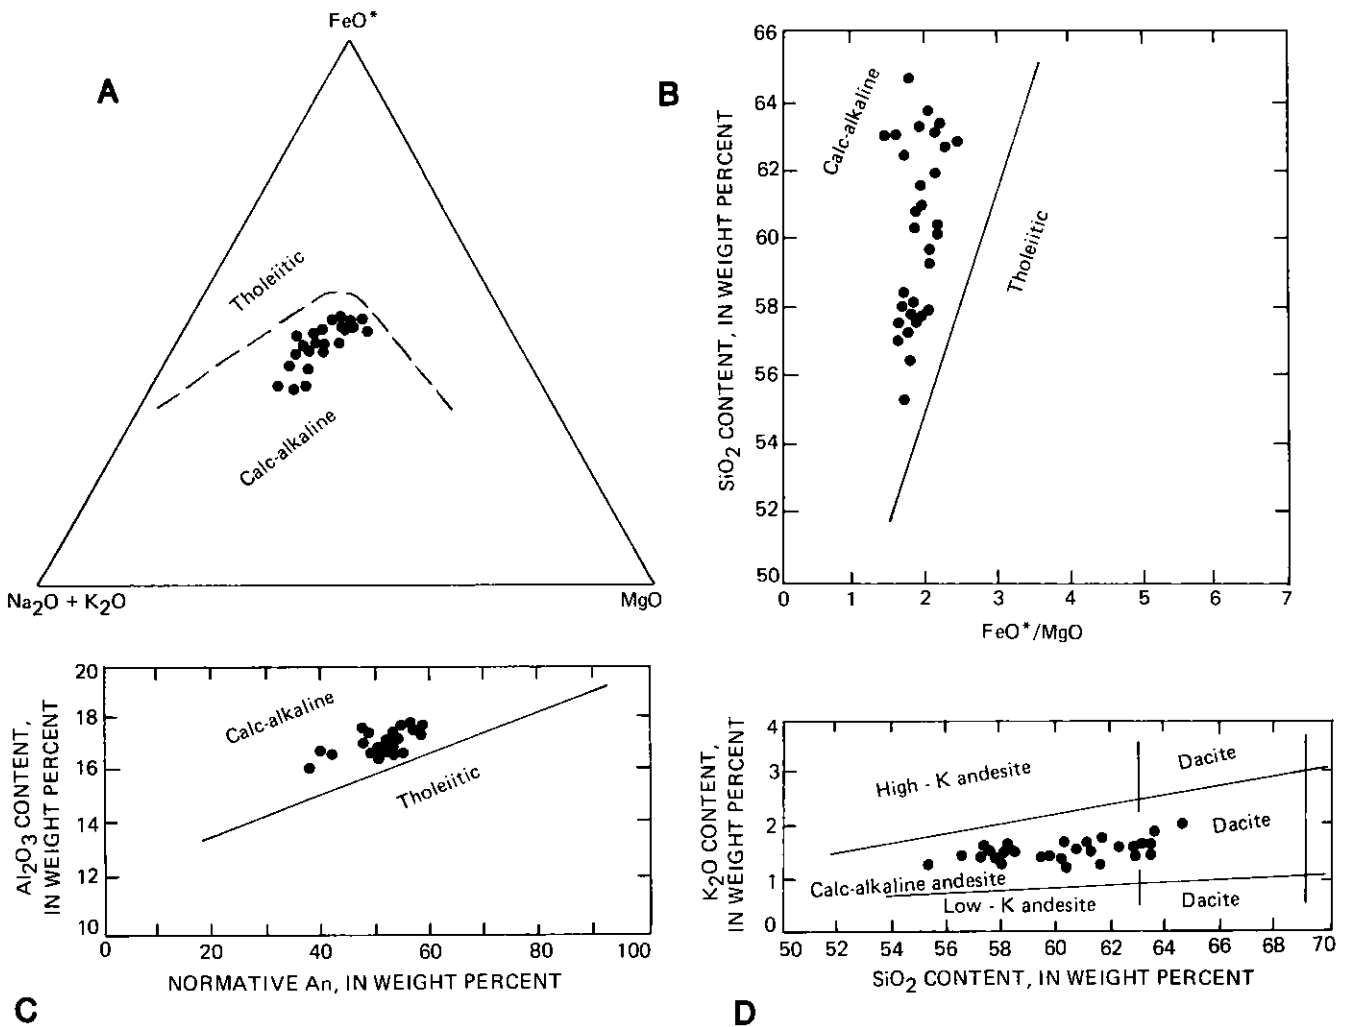 A
FeO*
Tholeiitic
Calc-alkaline
Na2O + K2O
MgO
B
SiO2 CONTENT, IN WEIGHT PERCENT
66
64
62
60
58
56
54
52
50
Calc-alkaline
Tholeiitic
0 1 2 3 4 5 6 7
FeO*/MgO
Al2O3 CONTENT,
IN WEIGHT PERCENT
20
18
16
14
12
10
Calc-alkaline
Tholeiitic
0 20 40 60 80 100
NORMATIVE An, IN WEIGHT PERCENT
C
K2O CONTENT,
IN WEIGHT PERCENT
4
3
2
1
0
High - K andesite
Dacite
Dacite
Calc-alkaline andesite
Low - K andesite
Dacite
50 52 54 56 58 60 62 64 66 68 70
SiO2 CONTENT, IN WEIGHT PERCENT
D